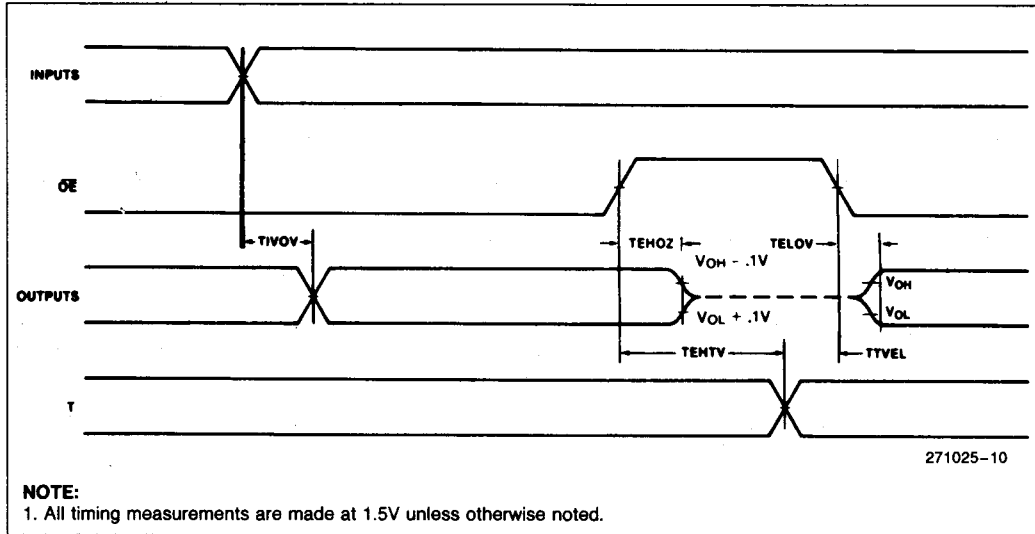 INPUTS
OE
TIVOV
TEHOZ
TELOV
VOH - .1V
OUTPUTS
VOH
VOL + .1V
VOL
TEHTV
TTVEL
T
271025-10
NOTE:
1. All timing measurements are made at 1.5V unless otherwise noted.